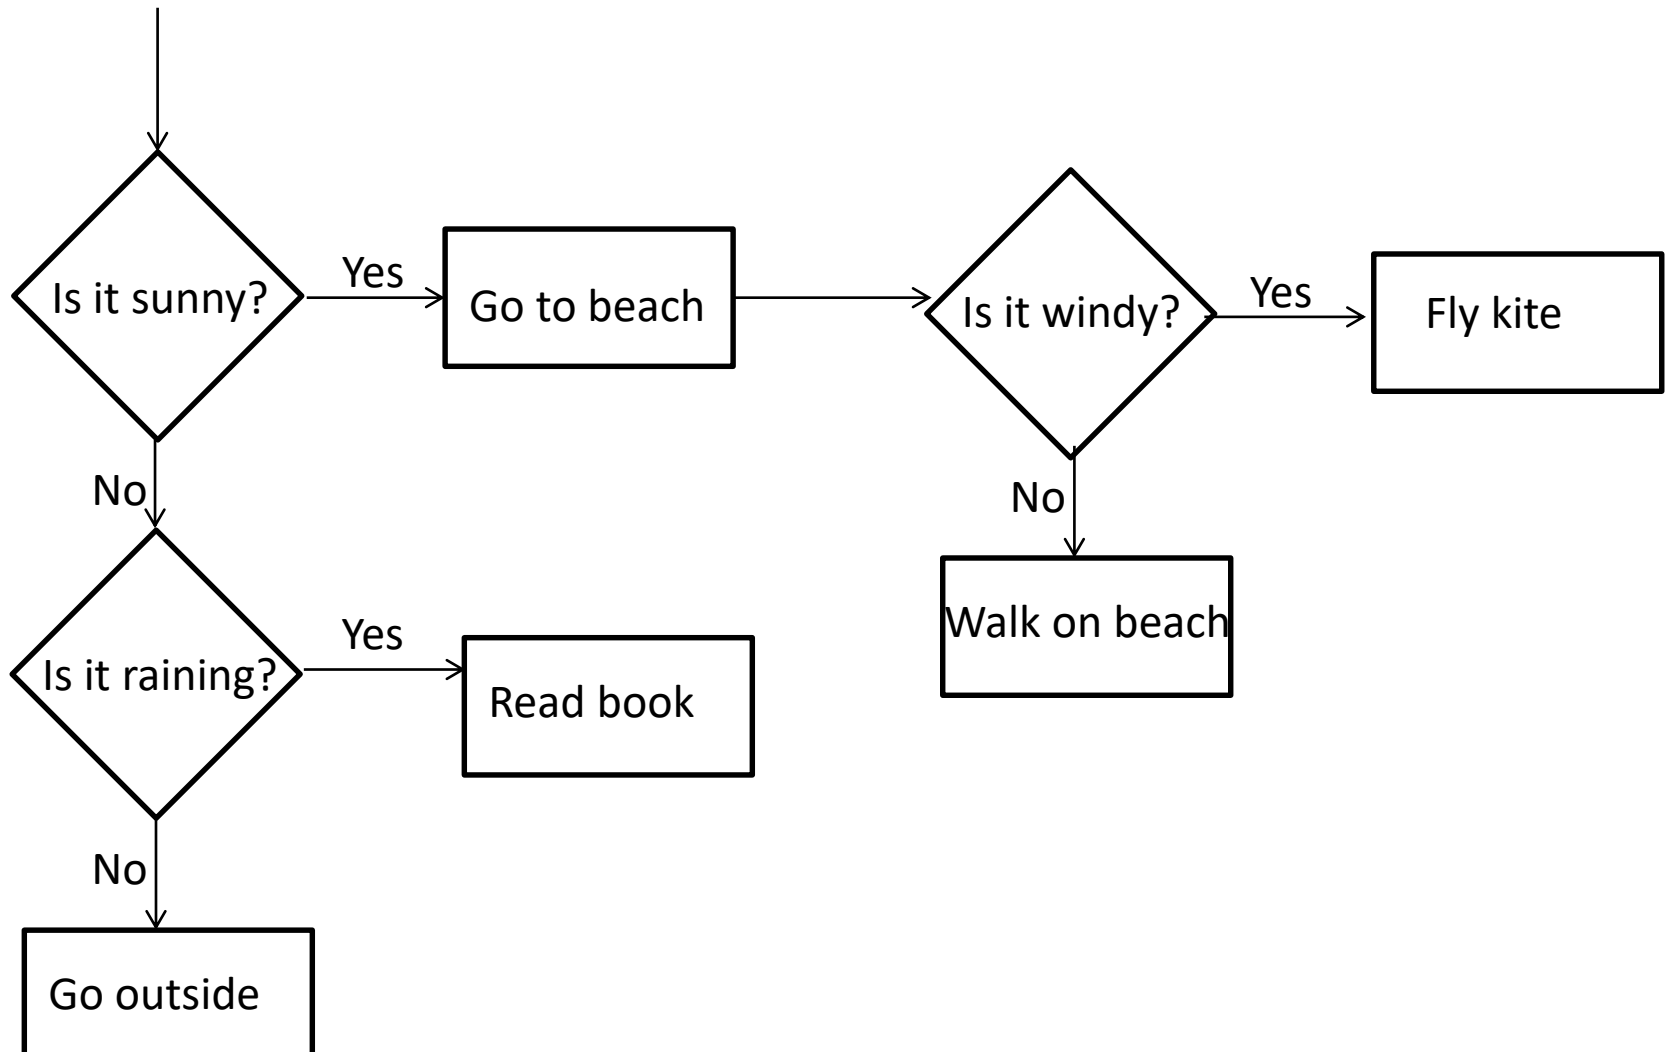 Is it sunny?
Yes
Go to beach
Is it windy?
Yes
Fly kite
No
Walk on beach
No
Is it raining?
Yes
Read book
No
Go outside